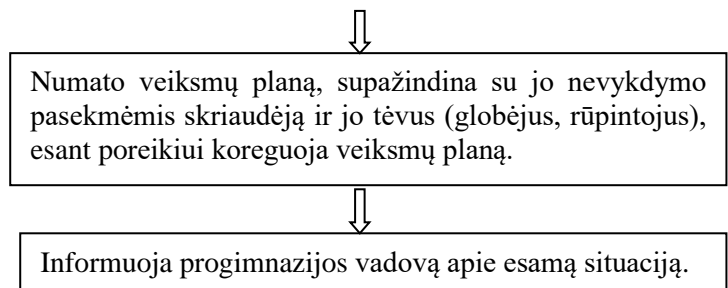 Numato veiksmų planą, supažindina su jo nevykdymo
pasekmėmis skriaudėją ir jo tėvus (globėjus, rūpintojus),
esant poreikiui koreguoja veiksmų planą.
Informuoja progimnazijos vadovą apie esamą situaciją.